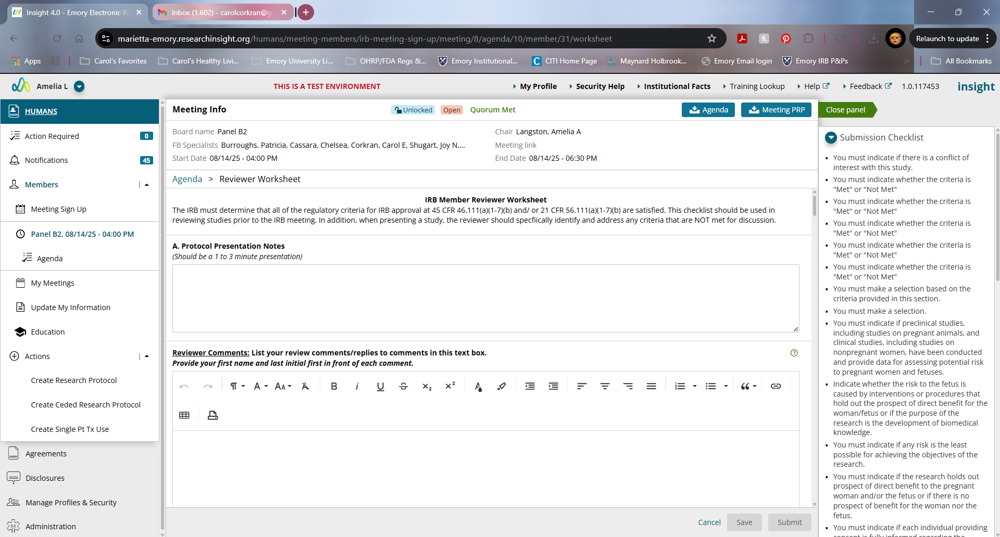 Insight 4.0 - Emory Electronic R
Inbox (1,602) - carolcorkran@g
marietta-emory.researchinsight.org/humans/meeting-members/irb-meeting-sign-up/meeting/8/agenda/10/member/31/worksheet
Relaunch to update
Apps
Carol's Favorites
Carol's Healthy Livi...
Emory University Li...
OHRP/FDA Regs &...
Emory Institutional...
CITI Home Page
Maynard Holbrook...
Emory Email login
Emory IRB P&Ps
All Bookmarks
Amelia L
THIS IS A TEST ENVIRONMENT
My Profile
Security Help
Institutional Facts
Training Lookup
Help
Feedback
1.0.117453
insight
HUMANS
Action Required 0
Notifications 45
Members
Meeting Sign Up
Panel B2, 08/14/25 - 04:00 PM
Agenda
My Meetings
Update My Information
Education
Actions
Create Research Protocol
Create Ceded Research Protocol
Create Single Pt Tx Use
Agreements
Disclosures
Manage Profiles & Security
Administration
Meeting Info
Unlocked
Open
Quorum Met
Agenda
Meeting PRP
Board name Panel B2
Chair Langston, Amelia A
FB Specialists Burroughs, Patricia, Cassara, Chelsea, Corkran, Carol E, Shugart, Joy N,...
Meeting link
Start Date 08/14/25 - 04:00 PM
End Date 08/14/25 - 06:30 PM
Agenda > Reviewer Worksheet
IRB Member Reviewer Worksheet
The IRB must determine that all of the regulatory criteria for IRB approval at 45 CFR 46.111(a)(1-7)(b) and/ or 21 CFR 56.111(a)(1-7)(b) are satisfied. This checklist should be used in
reviewing studies prior to the IRB meeting. In addition, when presenting a study, the reviewer should specfiically identify and address any criteria that are NOT met for discussion.
A. Protocol Presentation Notes
(Should be a 1 to 3 minute presentation)
Reviewer Comments: List your review comments/replies to comments in this text box.
Provide your first name and last initial first in front of each comment.
Cancel
Save
Submit
Close panel
Submission Checklist
• You must indicate if there is a conflict of
interest with this study.
• You must indicate whether the criteria is
"Met" or "Not Met"
• You must indicate whether the criteria is
"Met" or "Not Met"
• You must indicate whether the criteria is
"Met" or "Not Met"
• You must indicate whether the criteria is
"Met" or "Not Met"
• You must indicate whether the criteria is
"Met" or "Not Met"
• You must make a selection based on the
criteria provided in this section.
• You must make a selection.
• You must indicate if preclinical studies,
including studies on pregnant animals, and
clinical studies, including studies on
nonpregnant women, have been conducted
and provide data for assessing potential risk
to pregnant women and fetuses.
• Indicate whether the risk to the fetus is
caused by interventions or procedures that
hold out the prospect of direct benefit for the
woman/fetus or if the purpose of the
research is the development of biomedical
knowledge.
• You must indicate if any risk is the least
possible for achieving the objectives of the
research.
• You must indicate if the research holds out
prospect of direct benefit to the pregnant
woman and/or the fetus or if there is no
prospect of benefit for the woman nor the
fetus.
• You must indicate if each individual providing
consent is fully informed regarding the